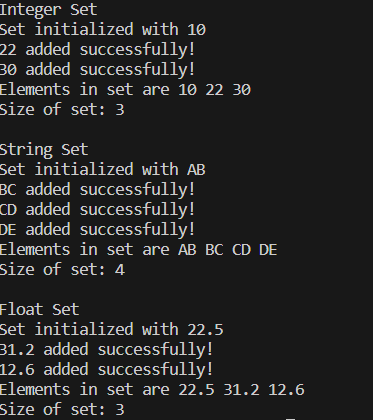 Integer Set
Set initialized with 10
22 added successfully!
30 added successfully!
Elements in set are 10 22 30
Size of set: 3

String Set
Set initialized with AB
BC added successfully!
CD added successfully!
DE added successfully!
Elements in set are AB BC CD DE
Size of set: 4

Float Set
Set initialized with 22.5
31.2 added successfully!
12.6 added successfully!
Elements in set are 22.5 31.2 12.6
Size of set: 3